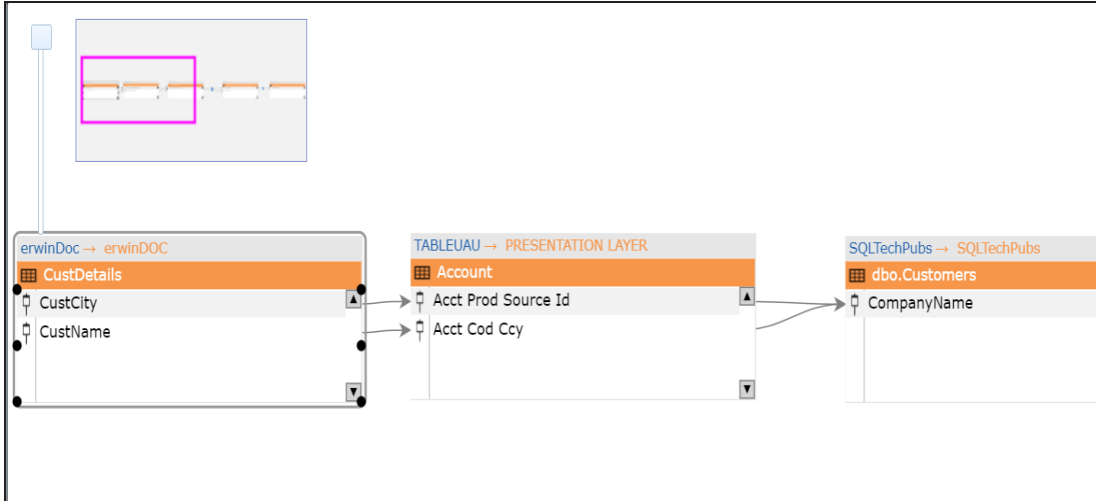 erwinDoc → erwinDOC
CustDetails
CustCity
CustName
TABLEUAU → PRESENTATION LAYER
Account
Acct Prod Source Id
Acct Cod Ccy
SQLTechPubs → SQLTechPubs
dbo.Customers
CompanyName